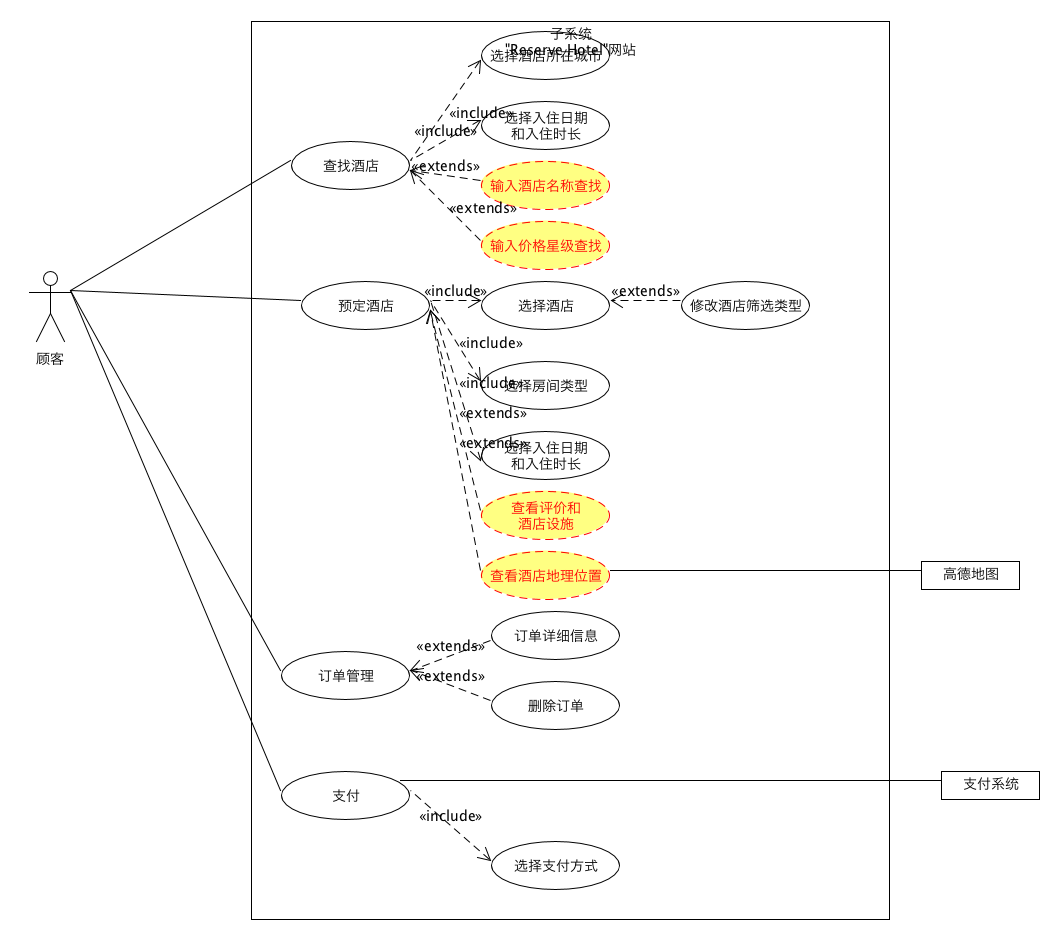 子系统
"Reserve Hotel"网站
选择酒店所在城市
«include»
选择入住日期
和入住时长
«include»
查找酒店
«extends»
输入酒店名称查找
«extends»
输入价格星级查找
顾客
预定酒店
«include»
选择酒店
«extends»
修改酒店筛选类型
«include»
«include»
选择房间类型
«extends»
«extends»
选择入住日期
和入住时长
查看评价和
酒店设施
查看酒店地理位置
高德地图
订单详细信息
«extends»
订单管理
«extends»
删除订单
支付
支付系统
«include»
选择支付方式